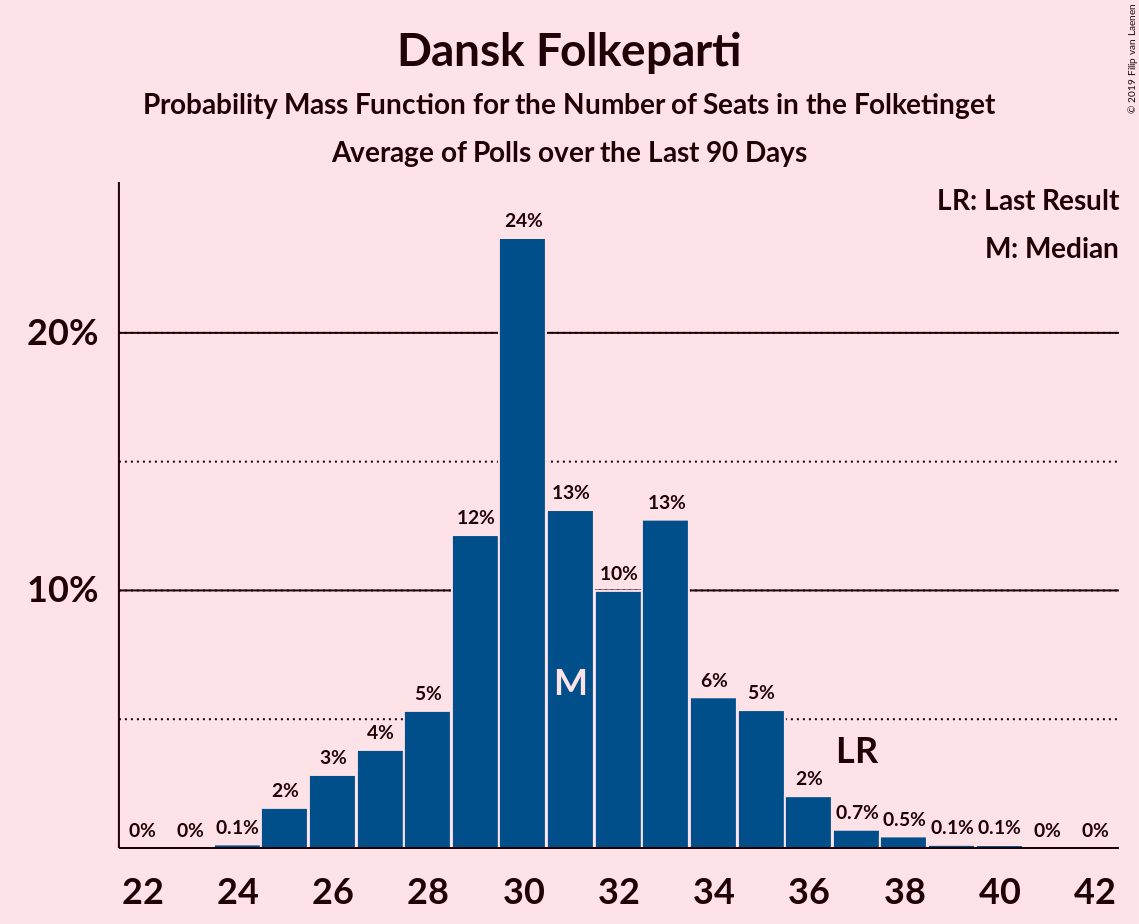 Dansk Folkeparti
Probability Mass Function for the Number of Seats in the Folketinget
Average of Polls over the Last 90 Days
© 2019 Filip van Laenen
LR: Last Result
M: Median
20%
10%
0%
0%
0.1%
2%
3%
4%
5%
12%
24%
13%
10%
13%
6%
5%
2%
0.7%
0.5%
0.1%
0.1%
0%
0%
M
LR
22 24 26 28 30 32 34 36 38 40 42